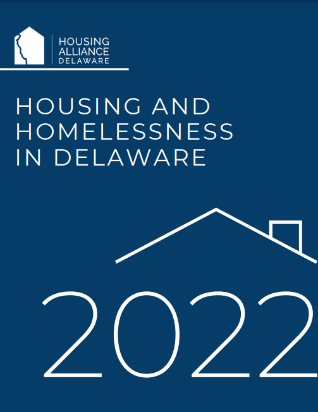 HOUSING
ALLIANCE
DELAWARE
HOUSING AND
HOMELESSNESS
IN DELAWARE
2022